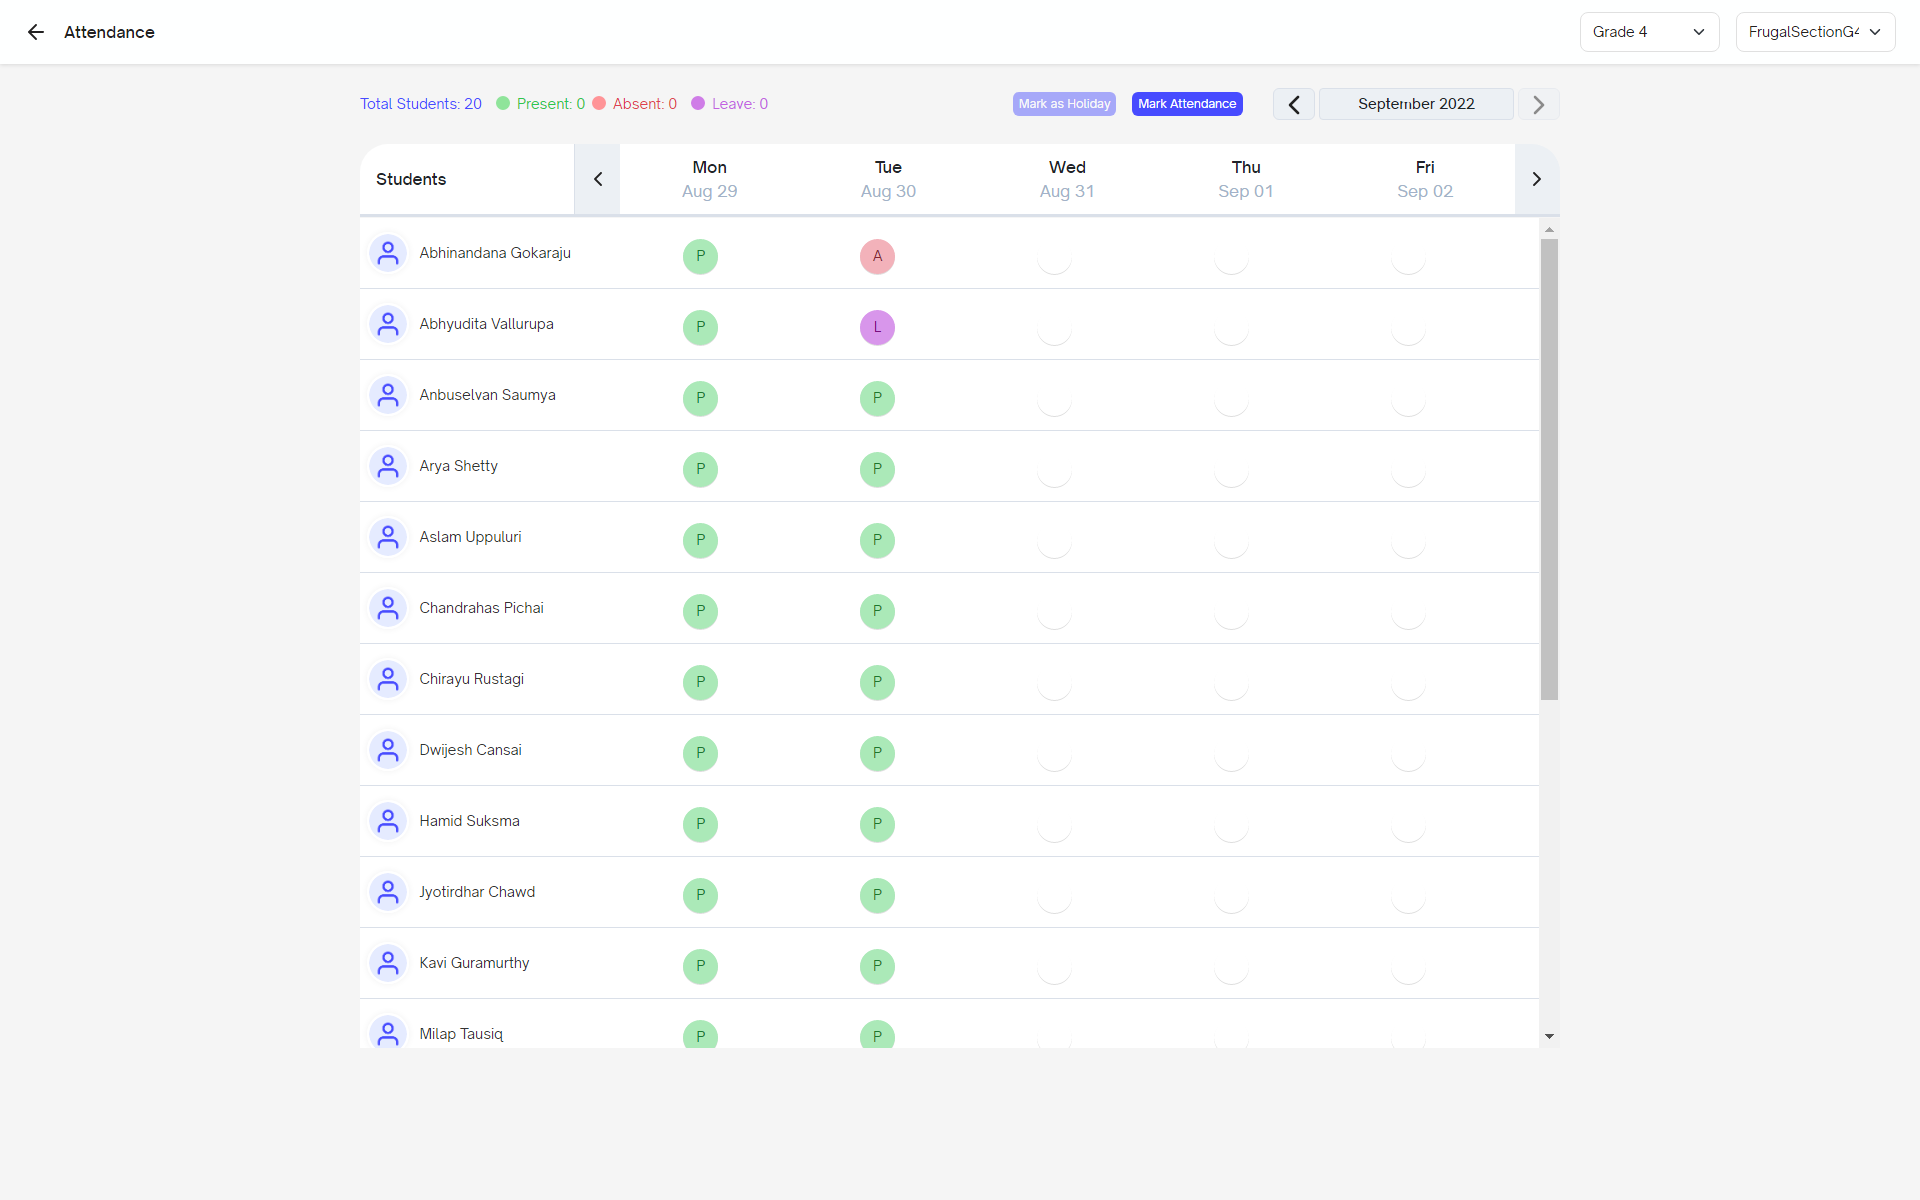 Attendance
Grade 4
FrugalSectionG4
Total Students: 20 Present: 0 Absent: 0 Leave: 0
Mark as Holiday
Mark Attendance
September 2022
Students
Mon Tue Wed Thu Fri
Aug 29 Aug 30 Aug 31 Sep 01 Sep 02
Abhinandana Gokaraju P A
Abhyudita Vallurupa P L
Anbuselvan Saumya P P
Arya Shetty P P
Aslam Uppuluri P P
Chandrahas Pichai P P
Chirayu Rustagi P P
Dwijesh Cansai P P
Hamid Suksma P P
Jyotirdhar Chawd P P
Kavi Guramurthy P P
Milap Tausiq P P